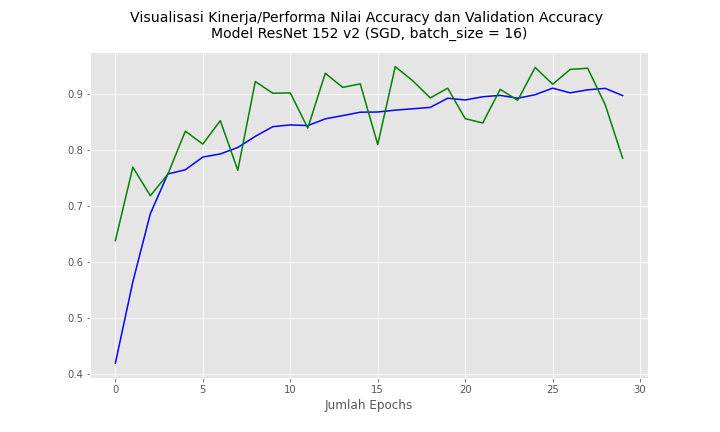 Visualisasi Kinerja/Performa Nilai Accuracy dan Validation Accuracy
Model ResNet 152 v2 (SGD, batch_size = 16)
0.9
0.8
0.7
0.6
0.5
0.4
0 5 10 15 20 25 30
Jumlah Epochs